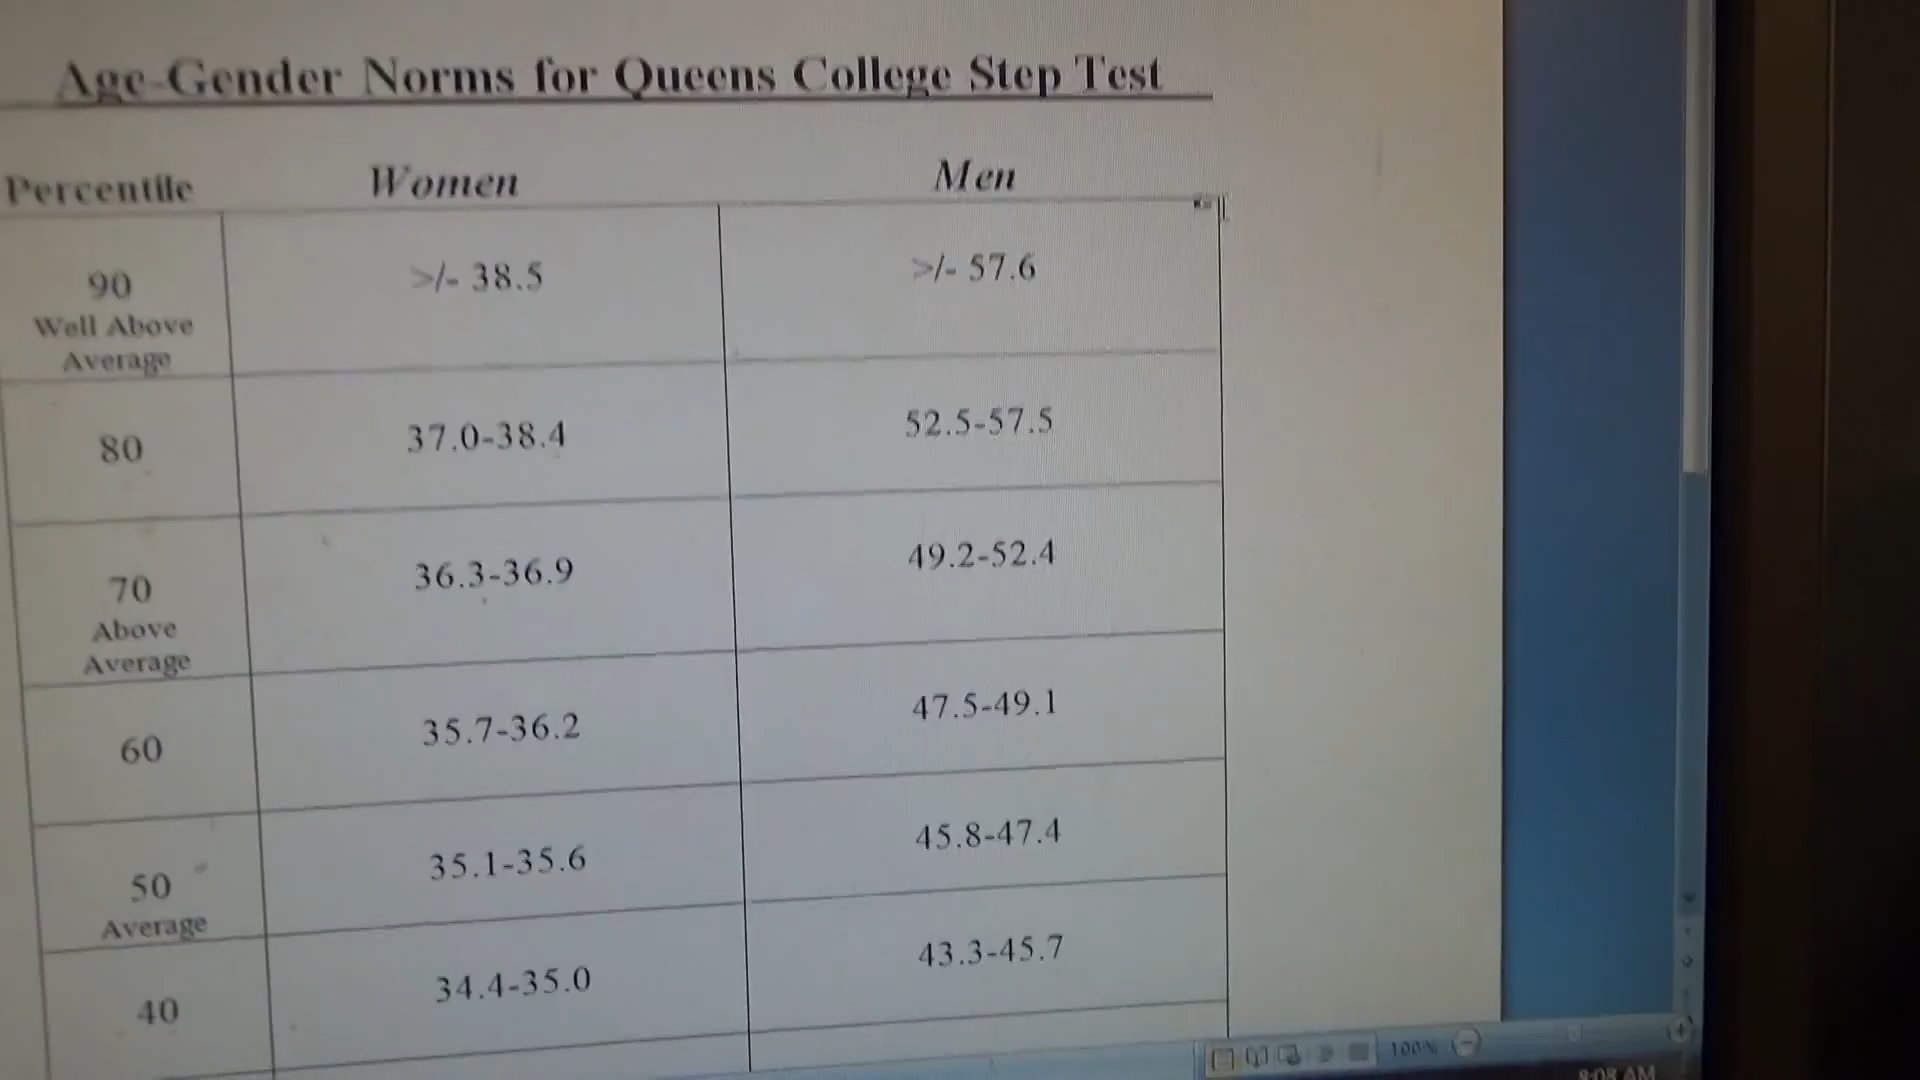 Age-Gender Norms for Queens College Step Test
Percentile Women Men
90 >/- 38.5 >/- 57.6
Well Above
Average
80 37.0-38.4 52.5-57.5
70 36.3-36.9 49.2-52.4
Above
Average
60 35.7-36.2 47.5-49.1
50 35.1-35.6 45.8-47.4
Average
40 34.4-35.0 43.3-45.7
100%
8:08 AM